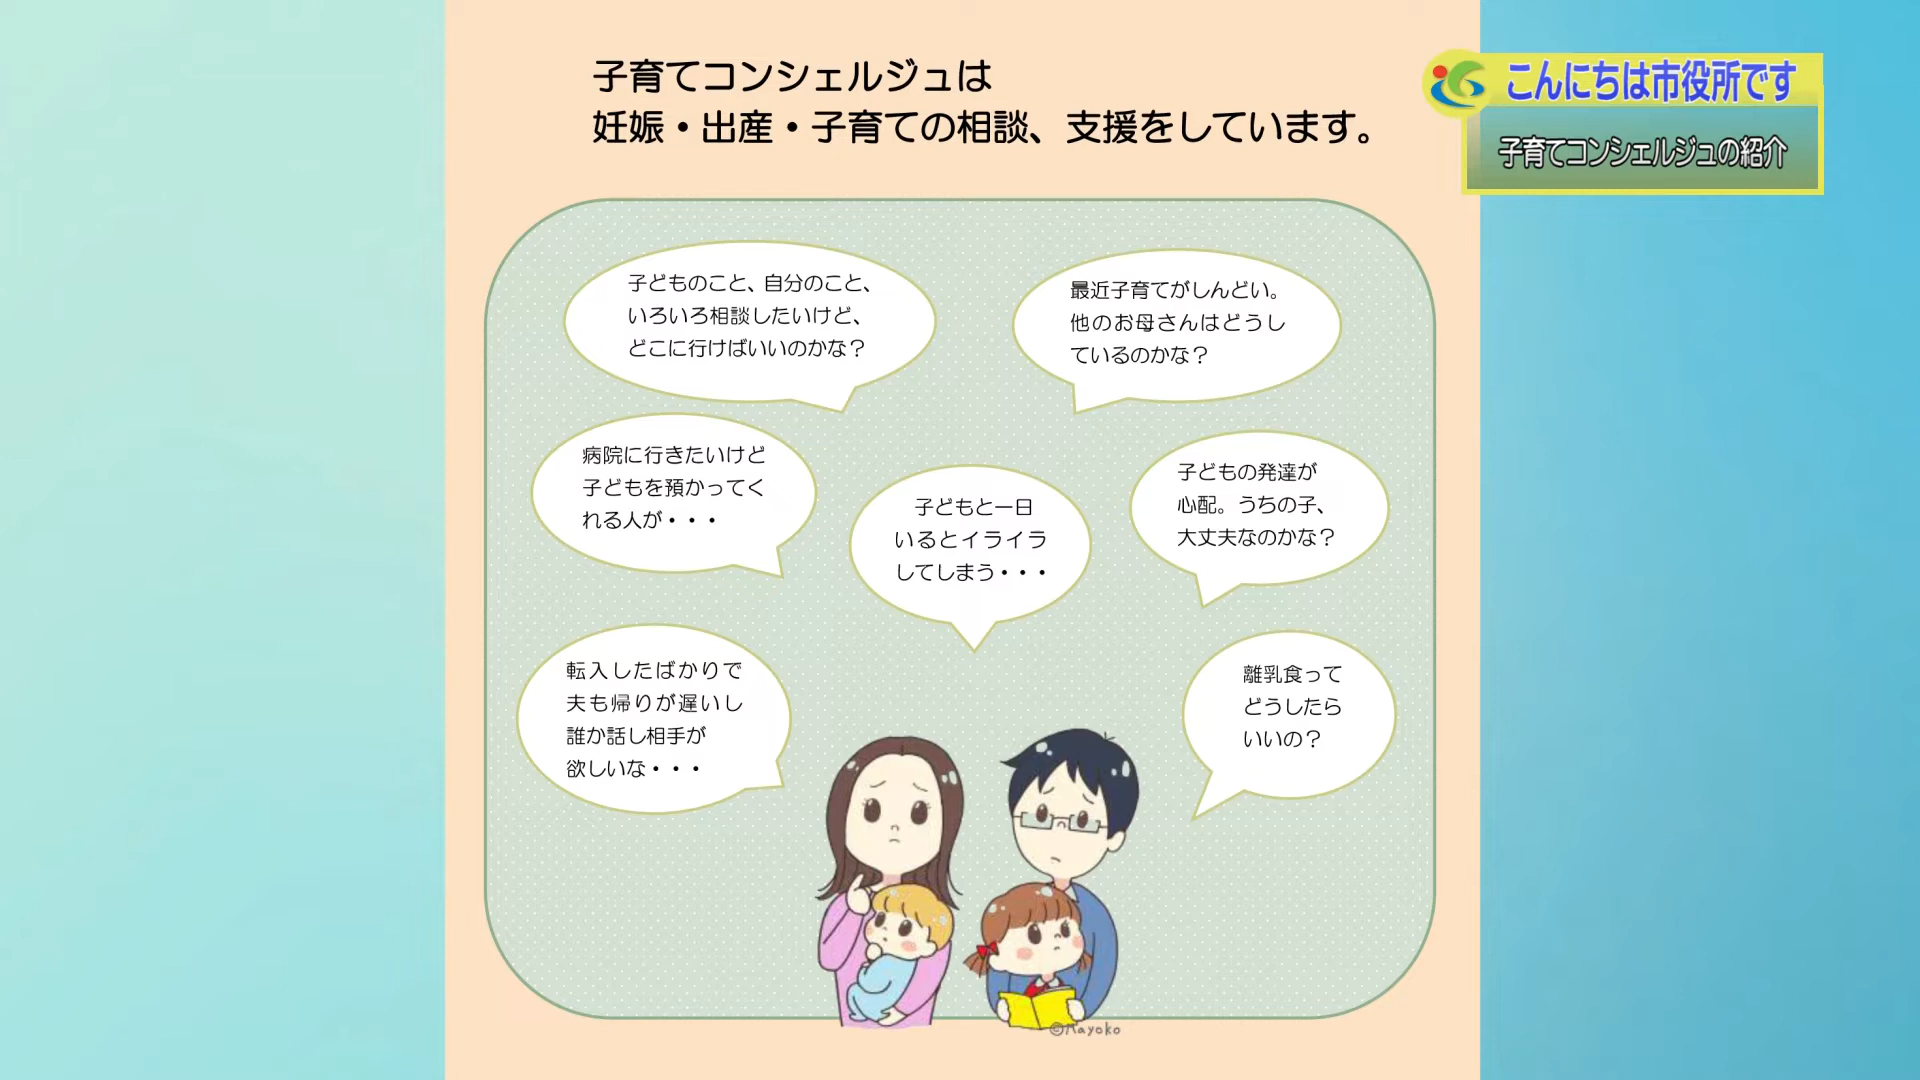 子育てコンシェルジュは
妊娠・出産・子育ての相談、支援をしています。
こんにちは市役所です
子育てコンシェルジュの紹介
子どものこと、自分のこと、
いろいろ相談したいけど、
どこに行けばいいのかな？
最近子育てがしんどい。
他のお母さんはどうし
ているのかな？
病院に行きたいけど
子どもを預かってく
れる人が・・・
子どもと一日
いるとイライラ
してしまう・・・
子どもの発達が
心配。うちの子、
大丈夫なのかな？
転入したばかりで
夫も帰りが遅いし
誰か話し相手が
欲しいな・・・
離乳食って
どうしたら
いいの？
©Mayoko